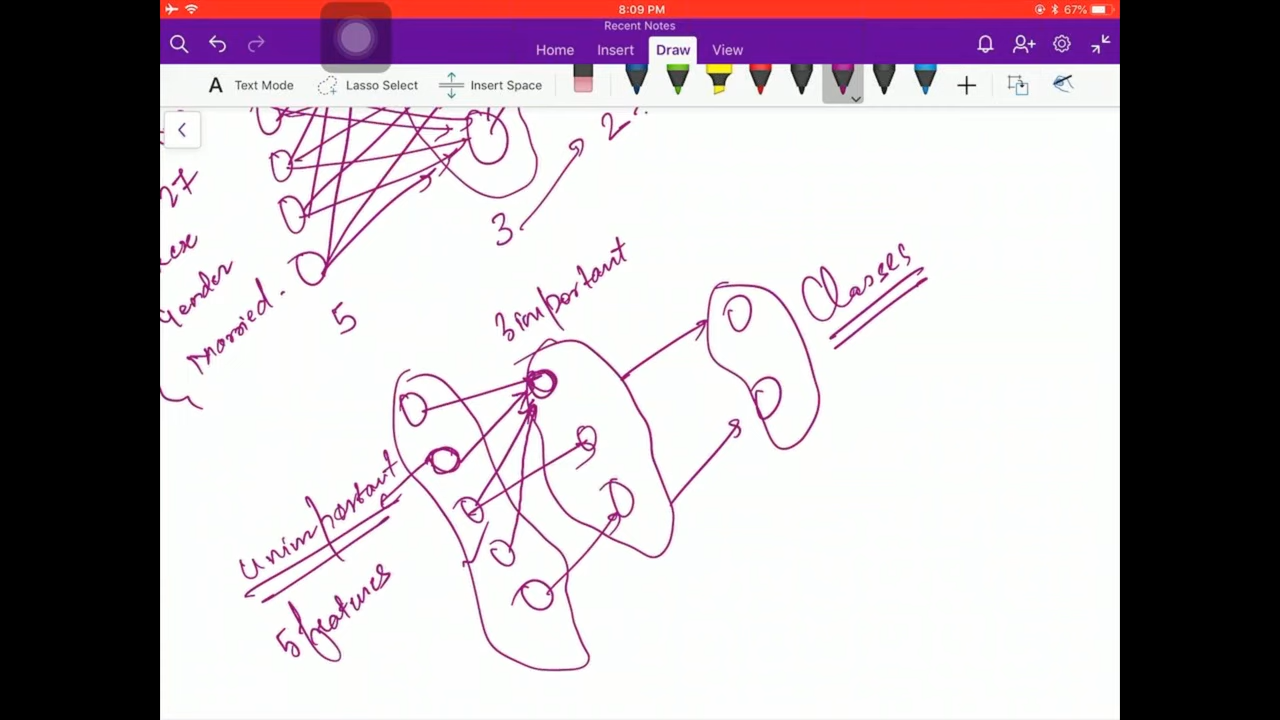 8:09 PM
67%
Recent Notes
Home Insert Draw View
A Text Mode Lasso Select Insert Space
2
27
Gender
Married.
5
3
3 important
Classes
unimportant
5 features